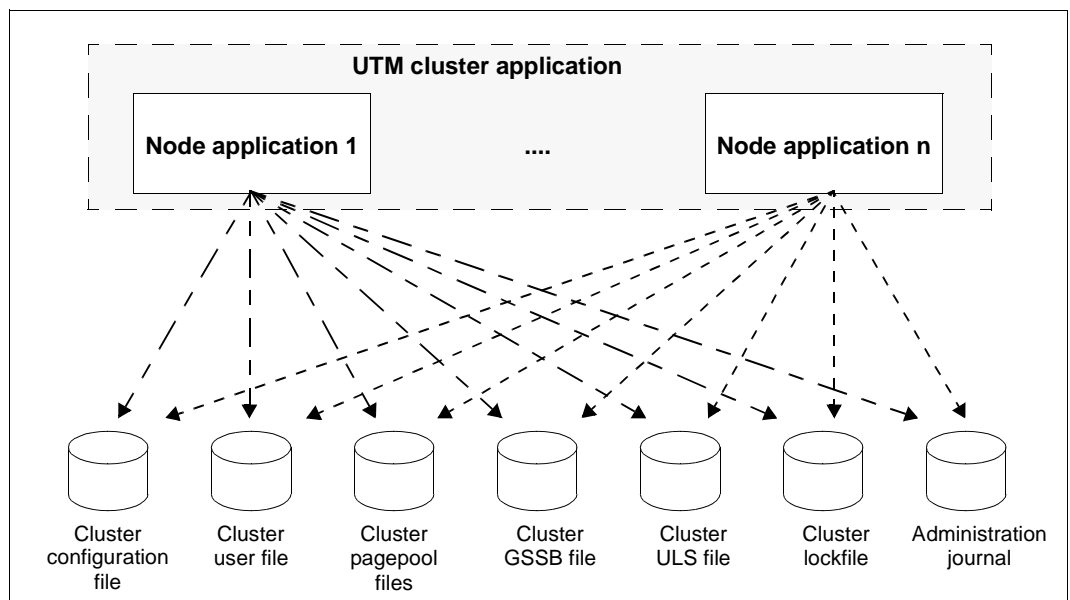 UTM cluster application
Node application 1
....
Node application n
Cluster
configuration
file
Cluster
user file
Cluster
pagepool
files
Cluster
GSSB file
Cluster
ULS file
Cluster
lockfile
Administration
journal